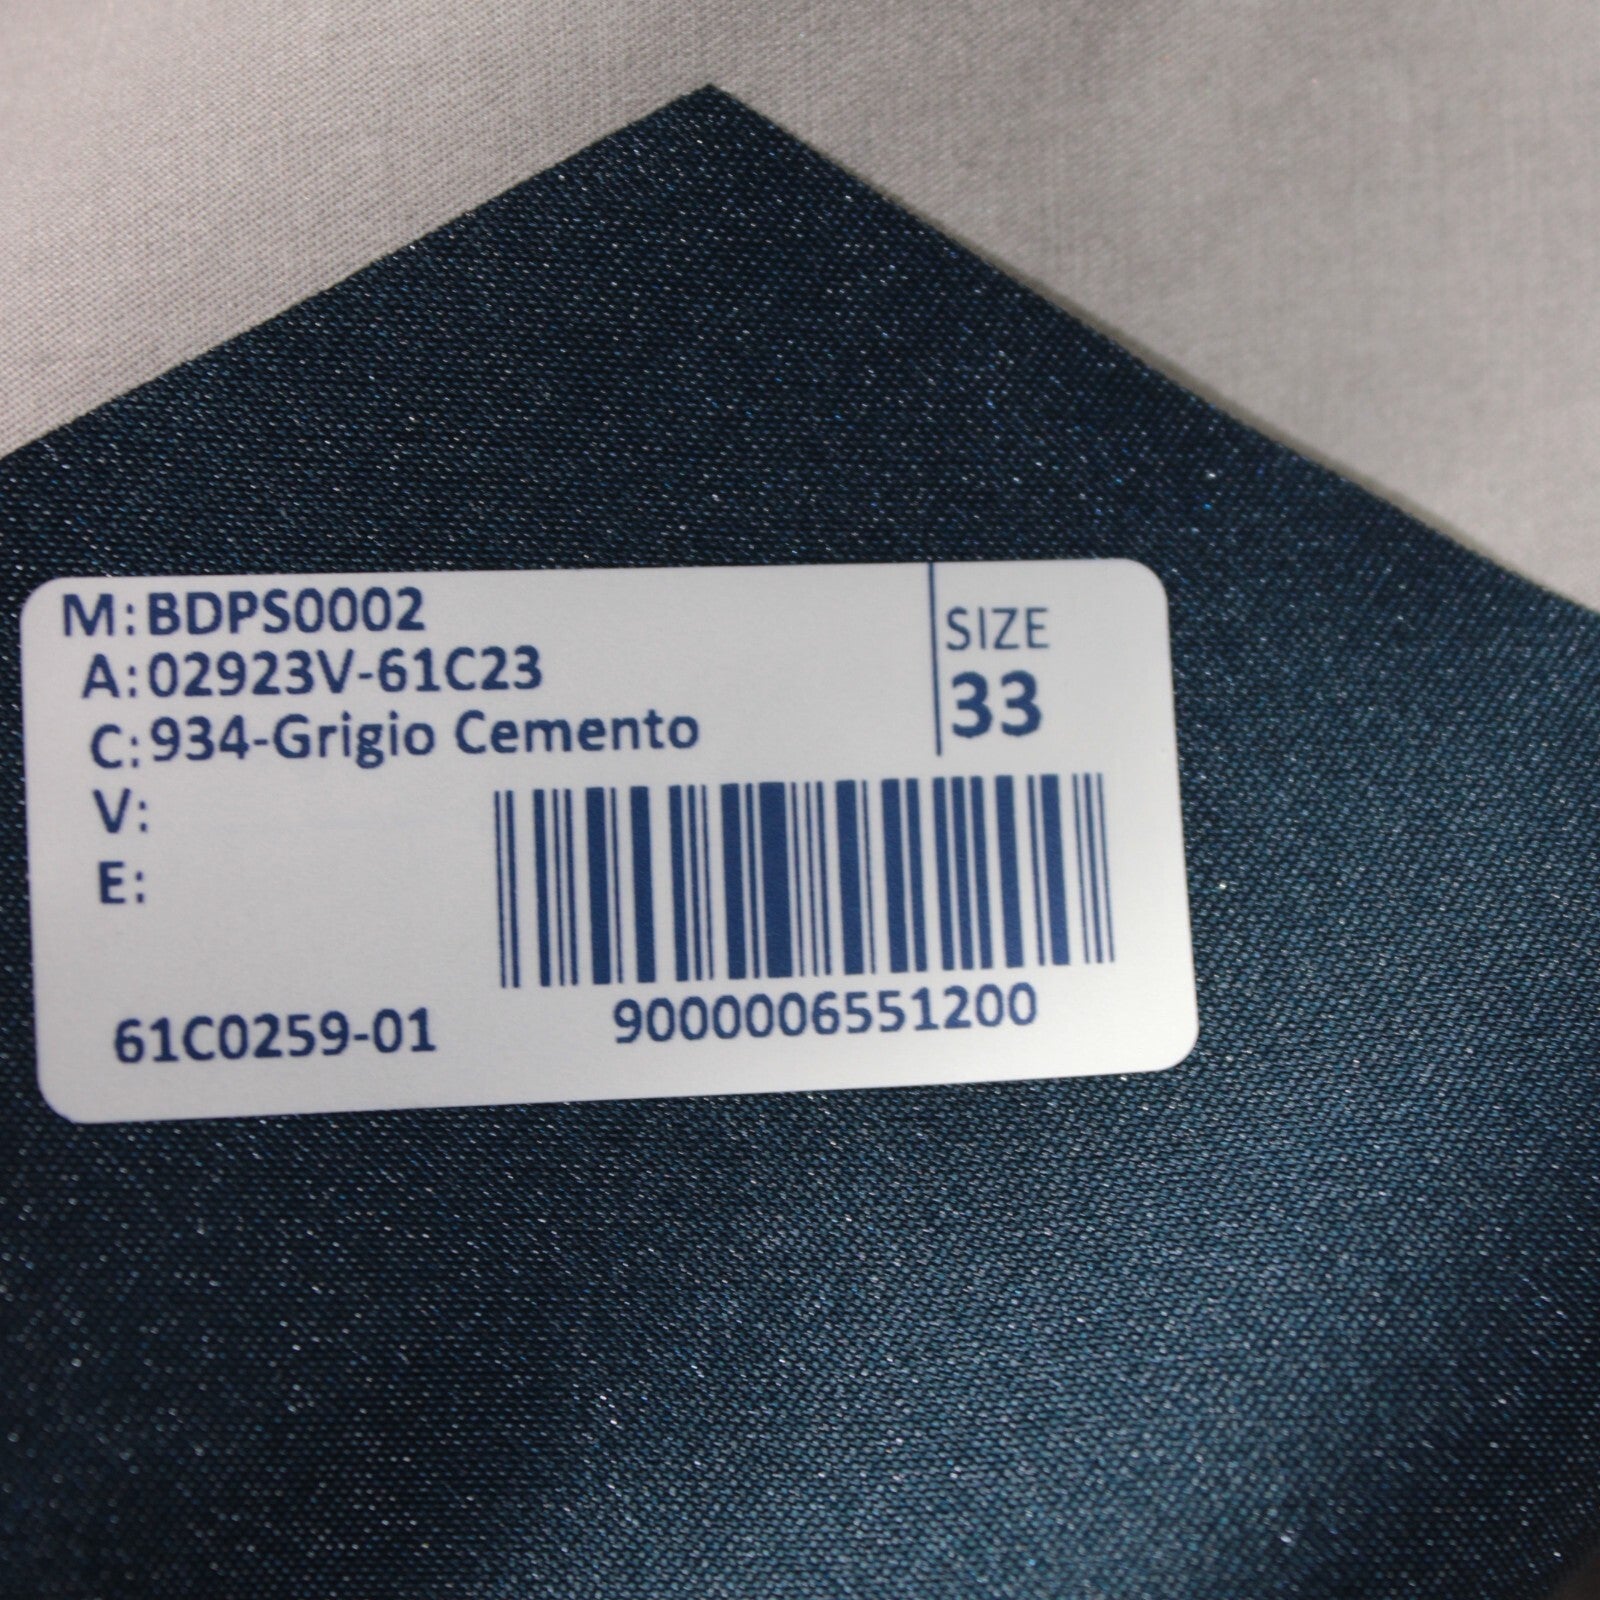 M: BDPS0002
A: 02923V-61C23
C: 934-Grigio Cemento
V:
E:
SIZE
33
61C0259-01
9000006551200